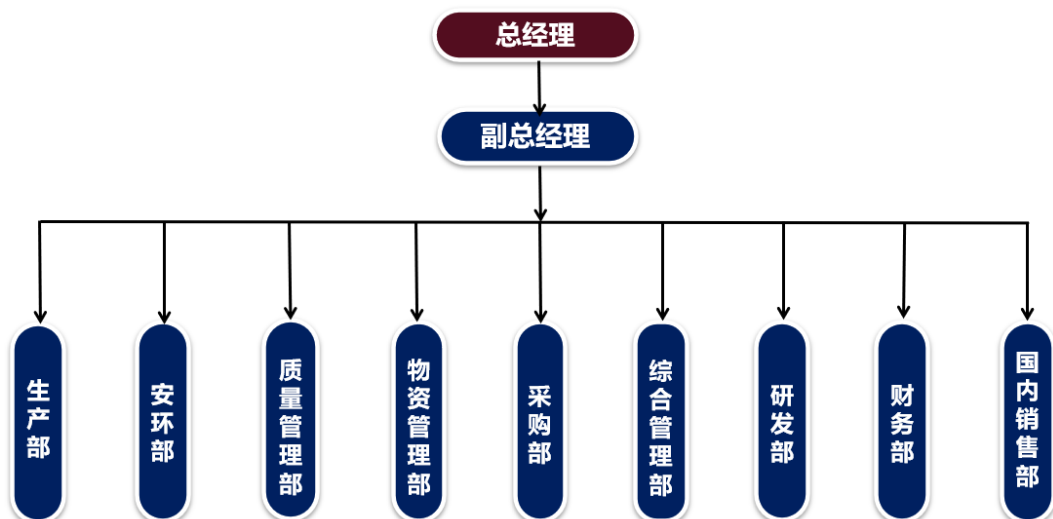 总经理
副总经理
生产部
安环部
质量管理部
物资管理部
采购部
综合管理部
研发部
财务部
国内销售部